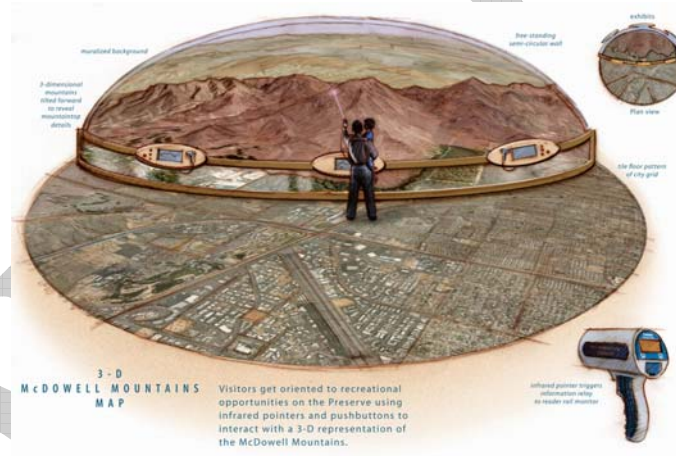 exhibits
muralized background
free-standing
semi-circular wall
3-dimensional
mountains
tilted forward
to reveal
mountaintop
details
Plan view
tile floor pattern
of city grid
3-D
McDOWELL MOUNTAINS
MAP
Visitors get oriented to recreational
opportunities on the Preserve using
infrared pointers and pushbuttons to
interact with a 3-D representation of
the McDowell Mountains.
infrared pointer triggers
information relay
to reader rail monitor